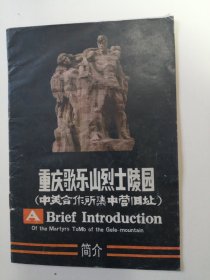 重庆歌乐山烈士陵园
(中美合作所集中营旧址)
A Brief Introduction
Of the Martyrs ToMb of the Gele-mountain
简介